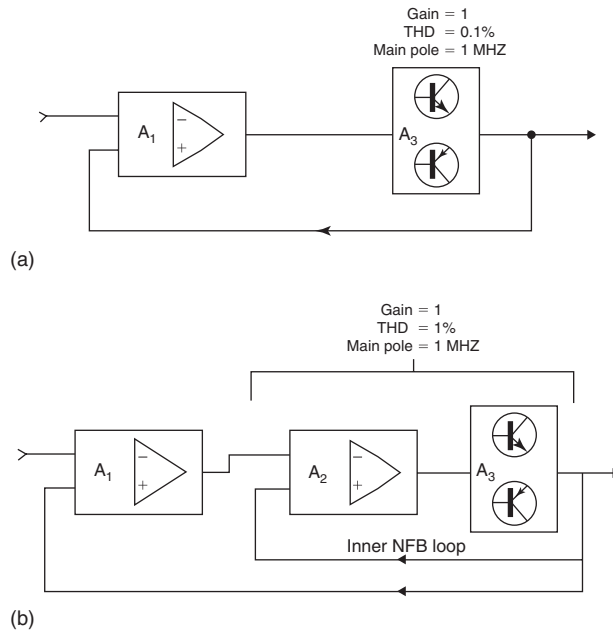 Gain = 1
THD = 0.1%
Main pole = 1 MHZ
A1
−
+
A3
(a)
Gain = 1
THD = 1%
Main pole = 1 MHZ
A1
−
+
A2
−
+
A3
Inner NFB loop
(b)